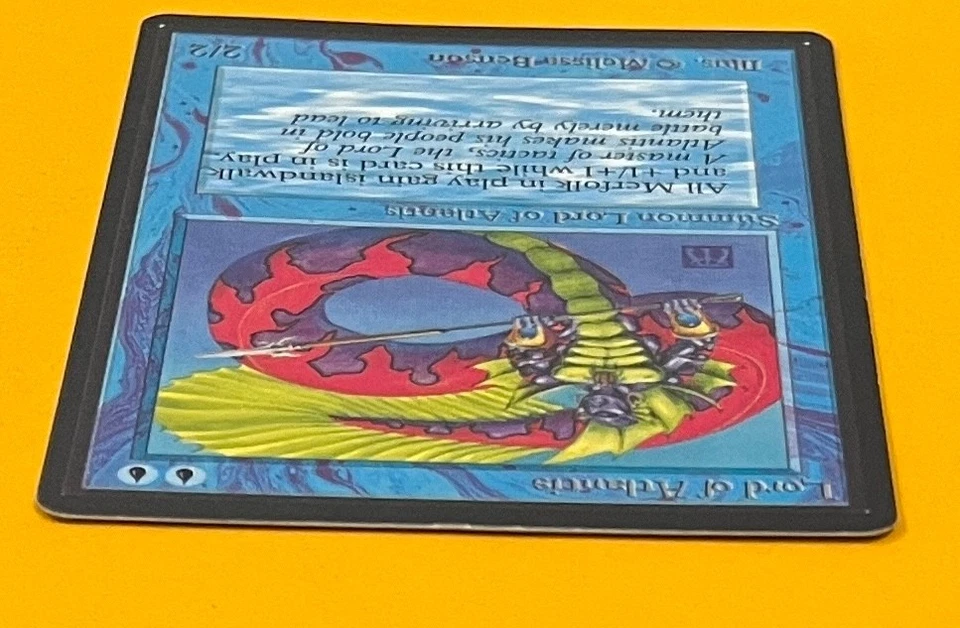 Lord of Atlantis
Summon Lord of Atlantis
All Merfolk in play gain islandwalk
and +1/+1 while this card is in play.
A master of tactics, the Lord of
Atlantis makes his people bold in
battle merely by arriving to lead
them.
Illus. © Melissa Benson
2/2